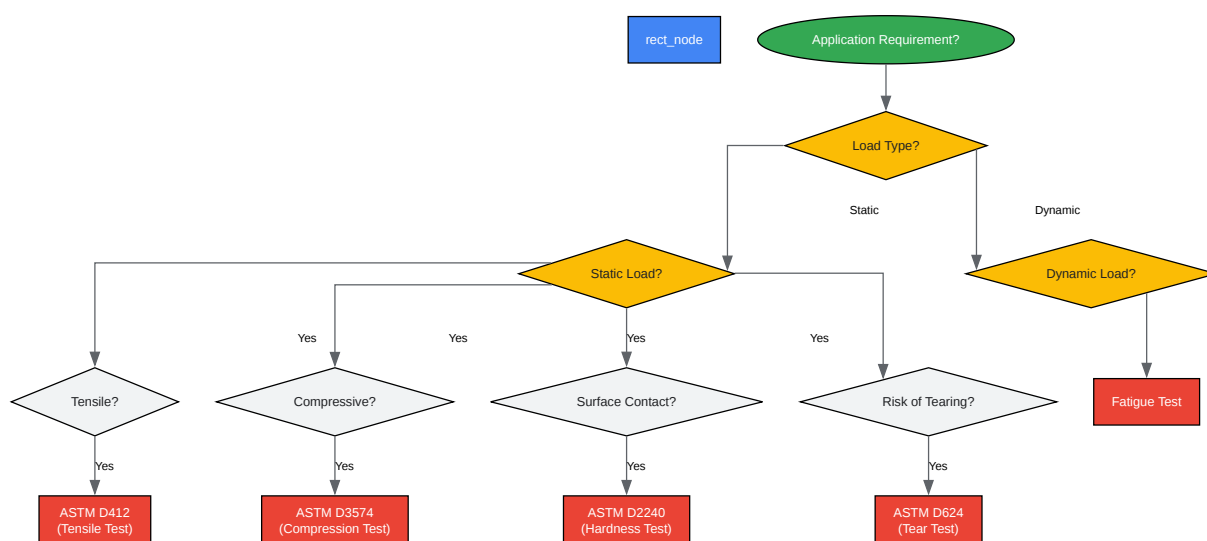 rect_node
Application Requirement?
Load Type?
Static
Dynamic
Static Load?
Dynamic Load?
Yes
Yes
Yes
Yes
Tensile?
Compressive?
Surface Contact?
Risk of Tearing?
Fatigue Test
Yes
Yes
Yes
Yes
ASTM D412
(Tensile Test)
ASTM D3574
(Compression Test)
ASTM D2240
(Hardness Test)
ASTM D624
(Tear Test)